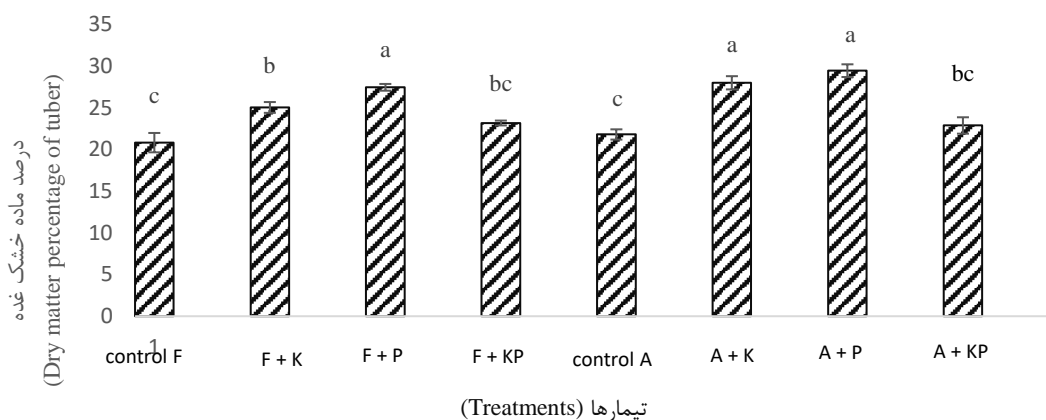 درصد ماده خشک غده
(Dry matter percentage of tuber)
35
30
25
20
15
10
5
0
c
b
a
bc
c
a
a
bc
1
control F
F + K
F + P
F + KP
control A
A + K
A + P
A + KP
تیمارها (Treatments)